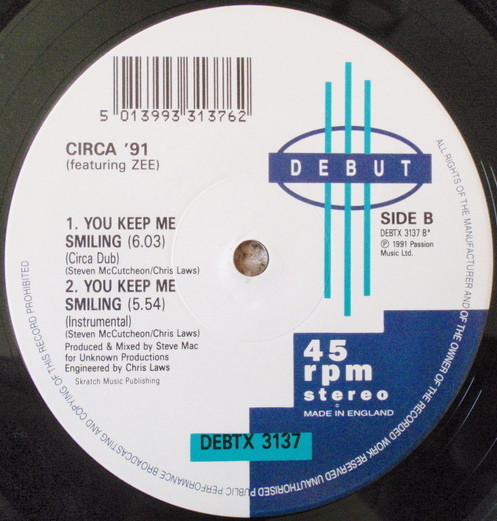 5 013993 313762
CIRCA '91
(featuring ZEE)
DEBUT
SIDE B
DEBTX 3137 B*
Ⓟ 1991 Passion
Music Ltd.
1. YOU KEEP ME
SMILING (6.03)
(Circa Dub)
(Steven McCutcheon/Chris Laws)
2. YOU KEEP ME
SMILING (5.54)
(Instrumental)
(Steven McCutcheon/Chris Laws)
Produced & Mixed by Steve Mac
for Unknown Productions
Engineered by Chris Laws
Skratch Music Publishing
45
rpm
stereo
MADE IN ENGLAND
DEBTX 3137
ALL RIGHTS OF THE MANUFACTURER AND OF THE OWNER OF THE RECORDED WORK RESERVED UNAUTHORISED PUBLIC PERFORMANCE BROADCASTING AND COPYING OF THIS RECORD PROHIBITED